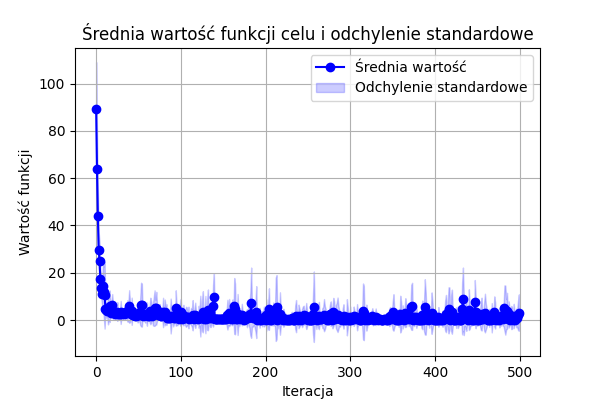 Średnia wartość funkcji celu i odchylenie standardowe
Średnia wartość
Odchylenie standardowe
Wartość funkcji
100
80
60
40
20
0
0 100 200 300 400 500
Iteracja